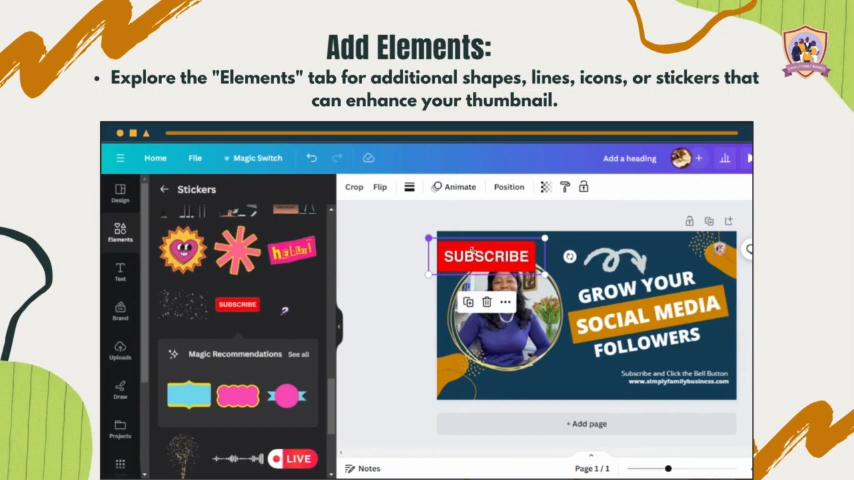 Add Elements:
• Explore the "Elements" tab for additional shapes, lines, icons, or stickers that
can enhance your thumbnail.
Home File Magic Switch Add a heading
Stickers
Crop Flip Animate Position
Design
Elements
Text
Brand
Uploads
Draw
Projects
hello!
SUBSCRIBE
Magic Recommendations See all
LIVE
SUBSCRIBE
GROW YOUR
SOCIAL MEDIA
FOLLOWERS
Subscribe and Click the Bell Button
www.simplyfamilybusiness.com
+ Add page
Notes
Page 1 / 1